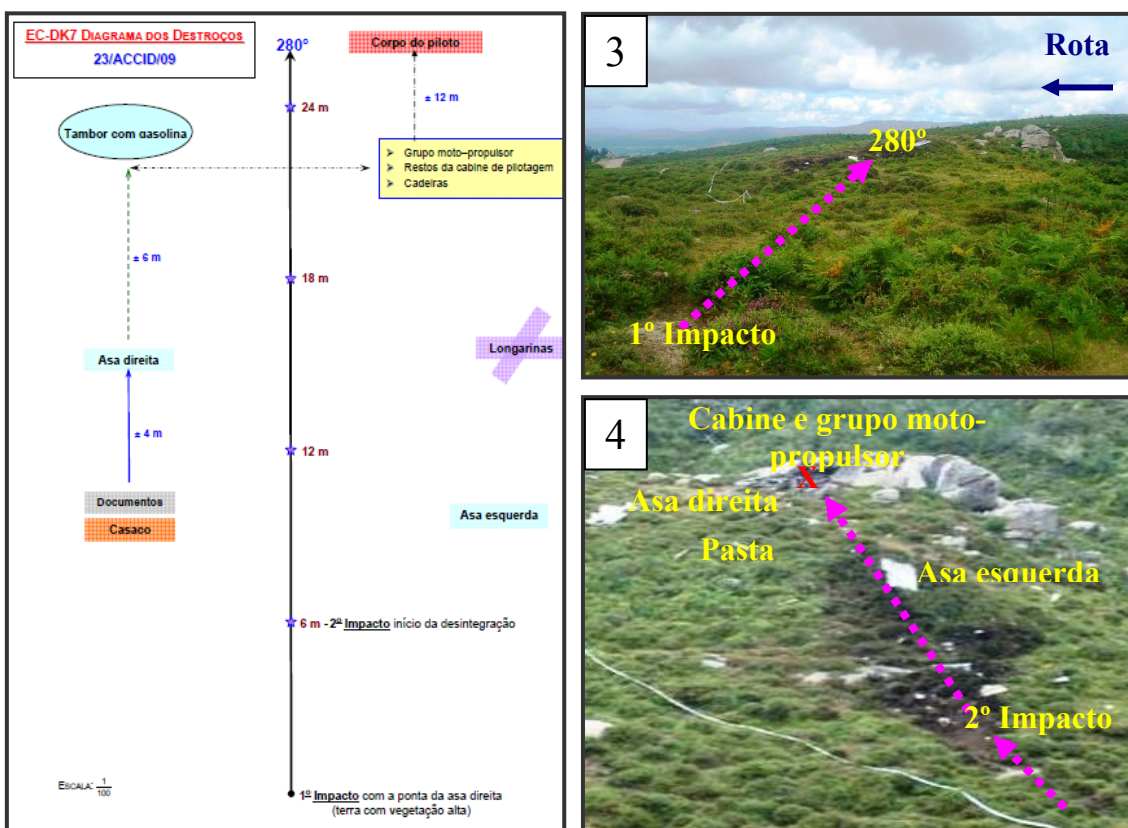 EC-DK7 DIAGRAMA DOS DESTROÇOS
23/ACCID/09
280º
Corpo do piloto
24 m
± 12 m
Tambor com gasolina
Grupo moto–propulsor
Restos da cabine de pilotagem
Cadeiras
± 6 m
18 m
Asa direita
Longarinas
± 4 m
12 m
Documentos
Casaco
Asa esquerda
6 m - 2º Impacto início da desintegração
ESCALA: 1/100
1º Impacto com a ponta da asa direita
(terra com vegetação alta)
3
Rota
280º
1º Impacto
4
Cabine e grupo moto-
propulsor
X
Asa direita
Pasta
Asa esquerda
2º Impacto